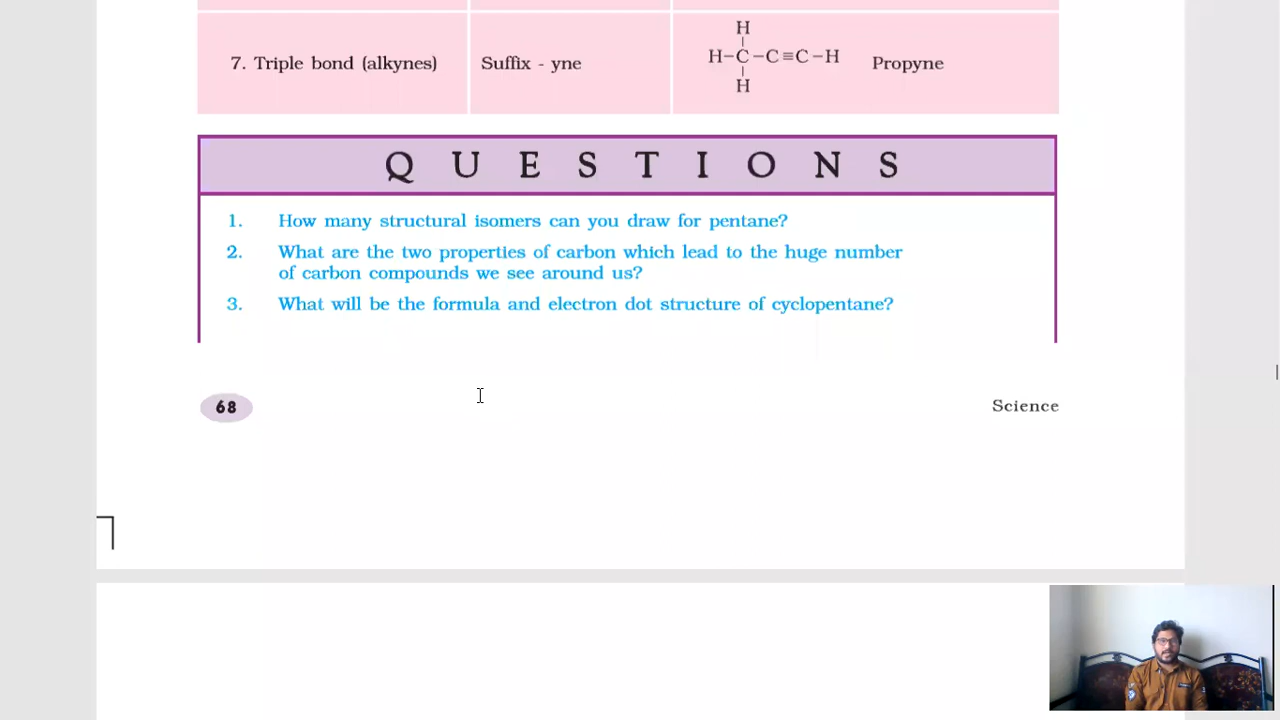 H
7. Triple bond (alkynes) Suffix - yne H–C–C≡C–H Propyne
H
QUESTIONS
1. How many structural isomers can you draw for pentane?
2. What are the two properties of carbon which lead to the huge number
of carbon compounds we see around us?
3. What will be the formula and electron dot structure of cyclopentane?
68 Science